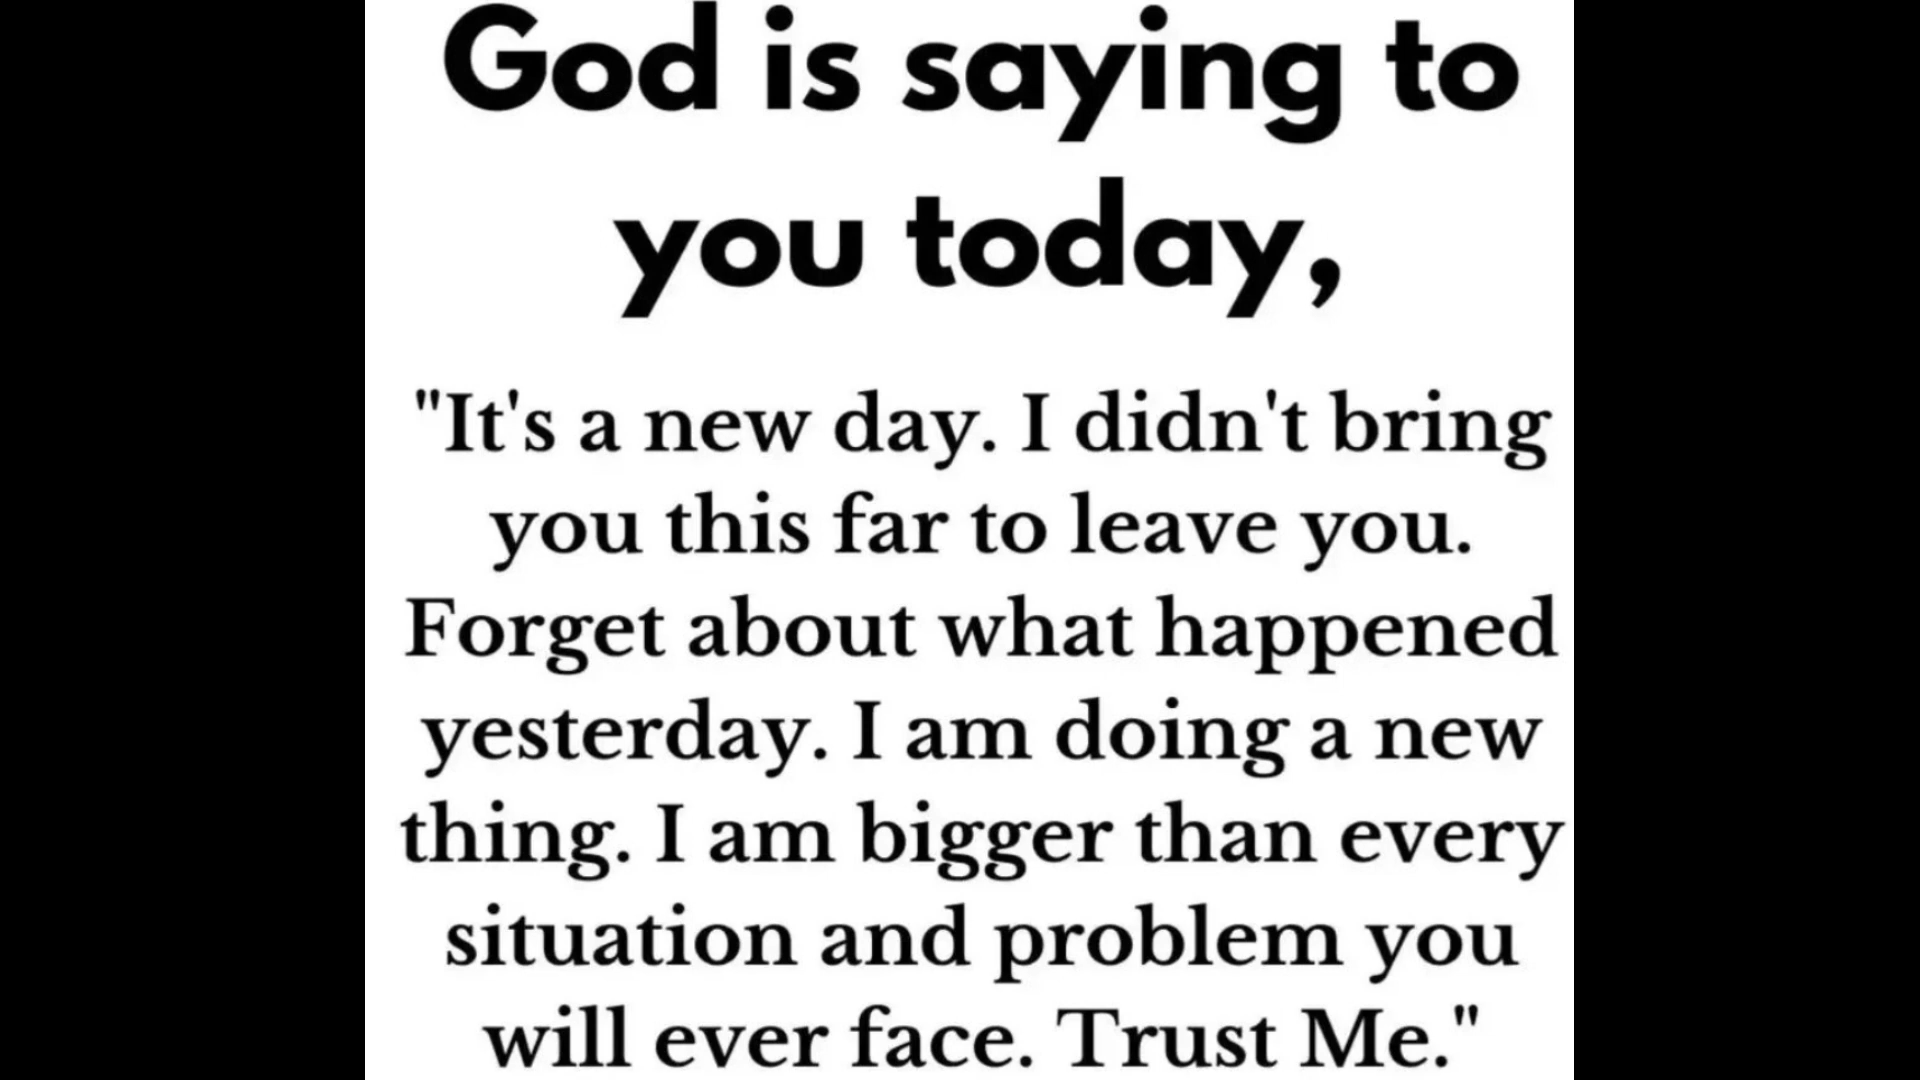 God is saying to
you today,
"It's a new day. I didn't bring
you this far to leave you.
Forget about what happened
yesterday. I am doing a new
thing. I am bigger than every
situation and problem you
will ever face. Trust Me."